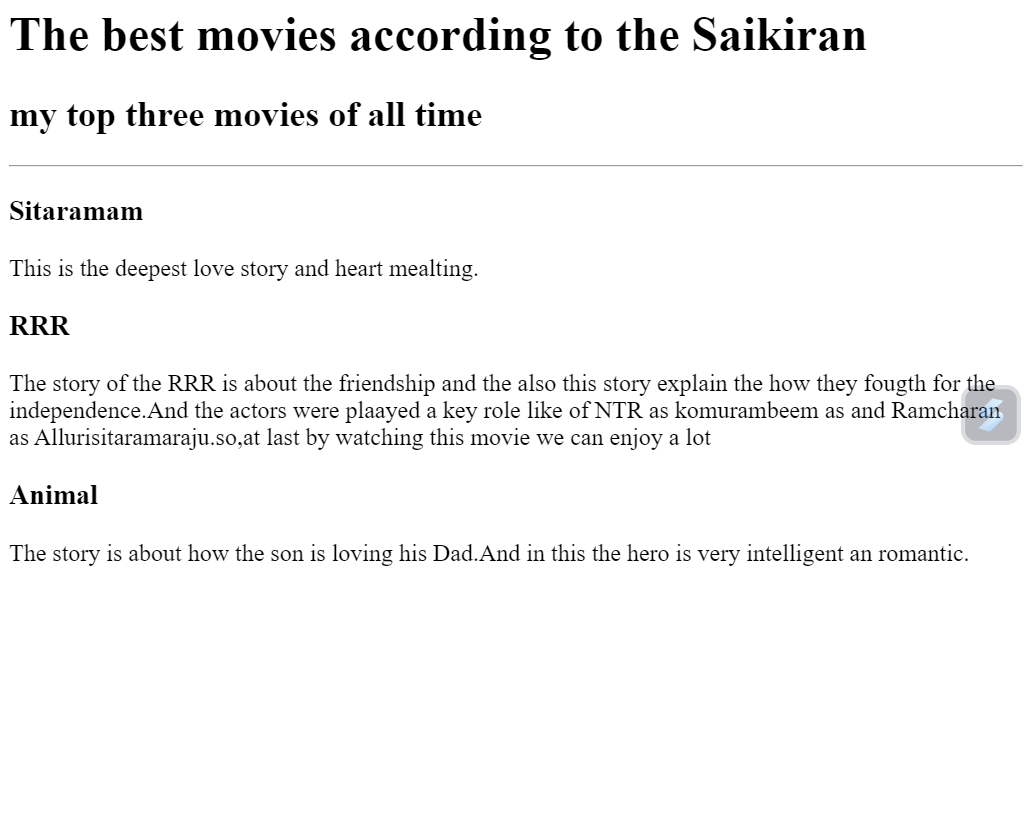 The best movies according to the Saikiran
my top three movies of all time
Sitaramam
This is the deepest love story and heart mealting.
RRR
The story of the RRR is about the friendship and the also this story explain the how they fougth for the
independence.And the actors were plaayed a key role like of NTR as komurambeem as and Ramcharan
as Allurisitaramaraju.so,at last by watching this movie we can enjoy a lot
Animal
The story is about how the son is loving his Dad.And in this the hero is very intelligent an romantic.